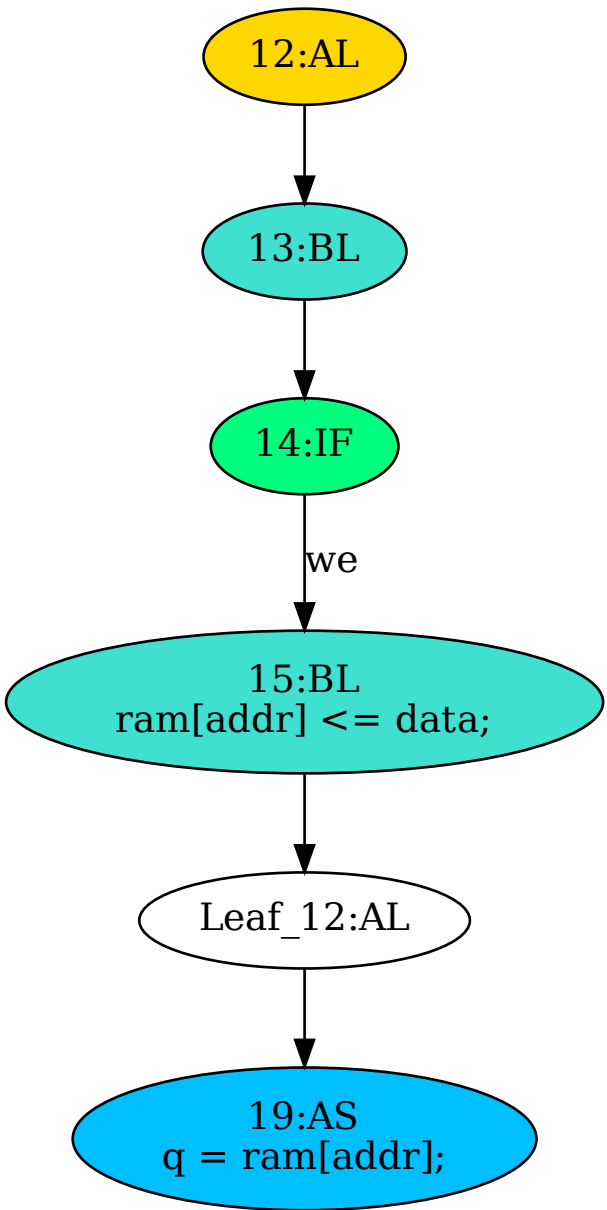 12:AL
13:BL
14:IF
we
15:BL
ram[addr] <= data;
Leaf_12:AL
19:AS
q = ram[addr];